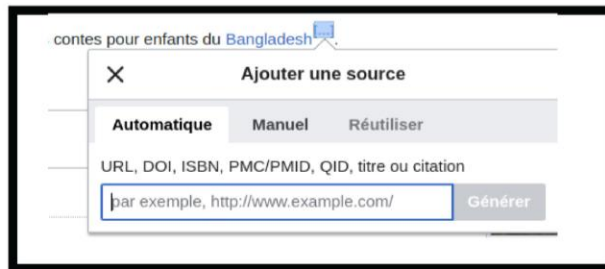 contes pour enfants du Bangladesh[...].
Ajouter une source
Automatique Manuel Réutiliser
URL, DOI, ISBN, PMC/PMID, QID, titre ou citation
par exemple, http://www.example.com/ Générer